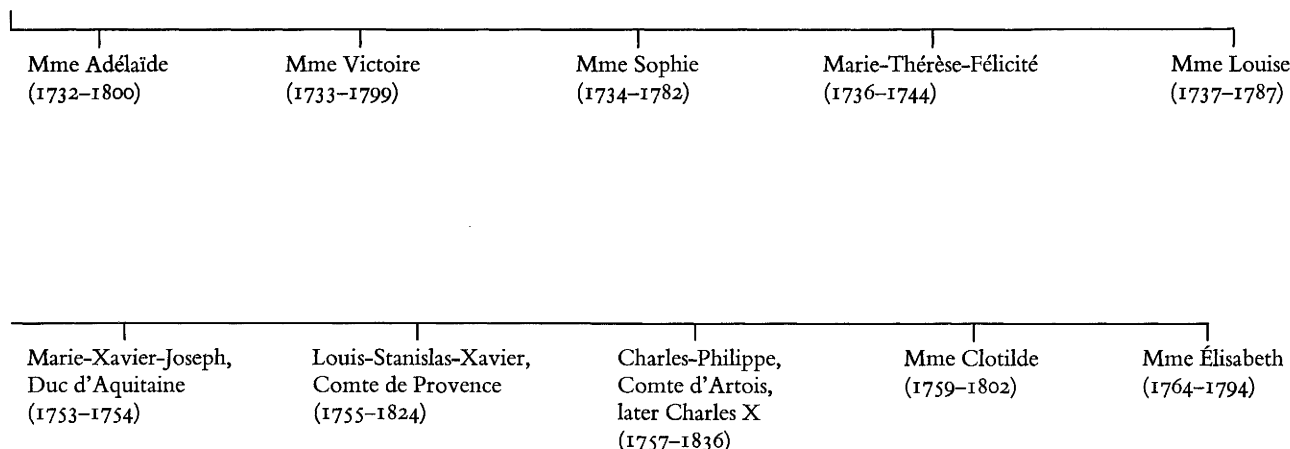 Mme Adélaïde
(1732–1800)
Mme Victoire
(1733–1799)
Mme Sophie
(1734–1782)
Marie-Thérèse-Félicité
(1736–1744)
Mme Louise
(1737–1787)
Marie-Xavier-Joseph,
Duc d'Aquitaine
(1753–1754)
Louis-Stanislas-Xavier,
Comte de Provence
(1755–1824)
Charles-Philippe,
Comte d'Artois,
later Charles X
(1757–1836)
Mme Clotilde
(1759–1802)
Mme Élisabeth
(1764–1794)